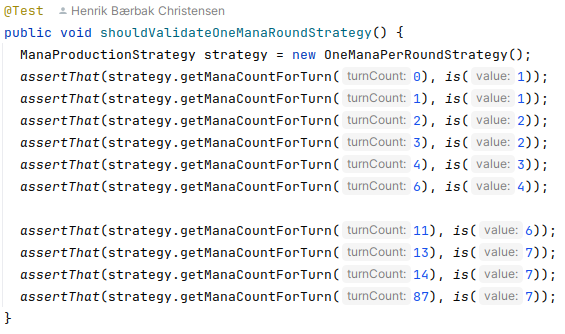 @Test    Henrik Bærbak Christensen
public void shouldValidateOneManaRoundStrategy() {
  ManaProductionStrategy strategy = new OneManaPerRoundStrategy();
  assertThat(strategy.getManaCountForTurn( turnCount: 0), is( value: 1));
  assertThat(strategy.getManaCountForTurn( turnCount: 1), is( value: 1));
  assertThat(strategy.getManaCountForTurn( turnCount: 2), is( value: 2));
  assertThat(strategy.getManaCountForTurn( turnCount: 3), is( value: 2));
  assertThat(strategy.getManaCountForTurn( turnCount: 4), is( value: 3));
  assertThat(strategy.getManaCountForTurn( turnCount: 6), is( value: 4));

  assertThat(strategy.getManaCountForTurn( turnCount: 11), is( value: 6));
  assertThat(strategy.getManaCountForTurn( turnCount: 13), is( value: 7));
  assertThat(strategy.getManaCountForTurn( turnCount: 14), is( value: 7));
  assertThat(strategy.getManaCountForTurn( turnCount: 87), is( value: 7));
}